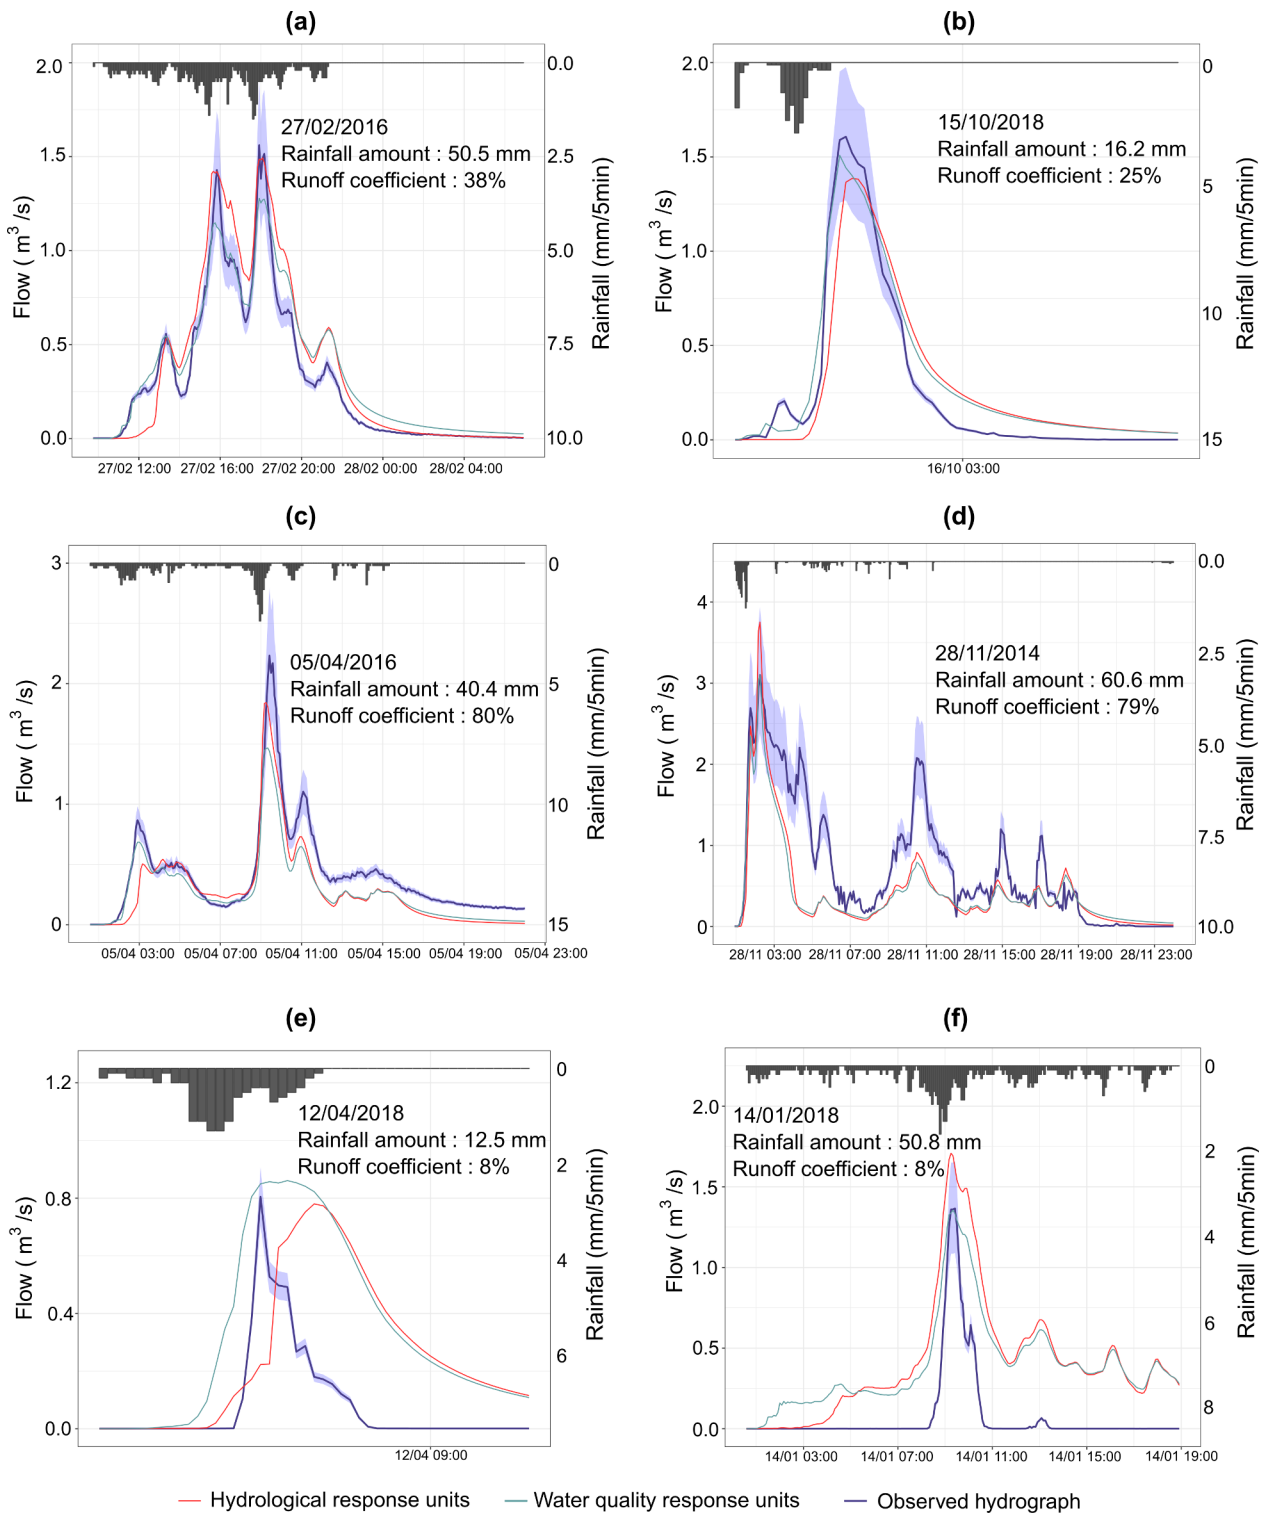 (a)
2.0
1.5
1.0
0.5
0.0
Flow ( m³ /s)
27/02/2016
Rainfall amount : 50.5 mm
Runoff coefficient : 38%
0.0
2.5
5.0
7.5
10.0
Rainfall (mm/5min)
27/02 12:00 27/02 16:00 27/02 20:00 28/02 00:00 28/02 04:00
(b)
2.0
1.5
1.0
0.5
0.0
Flow ( m³ /s)
15/10/2018
Rainfall amount : 16.2 mm
Runoff coefficient : 25%
0
5
10
15
Rainfall (mm/5min)
16/10 03:00
(c)
3
2
1
0
Flow ( m³ /s)
05/04/2016
Rainfall amount : 40.4 mm
Runoff coefficient : 80%
0
5
10
15
Rainfall (mm/5min)
05/04 03:00 05/04 07:00 05/04 11:00 05/04 15:00 05/04 19:00 05/04 23:00
(d)
4
3
2
1
0
Flow ( m³ /s)
28/11/2014
Rainfall amount : 60.6 mm
Runoff coefficient : 79%
0.0
2.5
5.0
7.5
10.0
Rainfall (mm/5min)
28/11 03:00 28/11 07:00 28/11 11:00 28/11 15:00 28/11 19:00 28/11 23:00
(e)
1.2
0.8
0.4
0.0
Flow ( m³ /s)
12/04/2018
Rainfall amount : 12.5 mm
Runoff coefficient : 8%
0
2
4
6
Rainfall (mm/5min)
12/04 09:00
(f)
2.0
1.5
1.0
0.5
0.0
Flow ( m³ /s)
14/01/2018
Rainfall amount : 50.8 mm
Runoff coefficient : 8%
0
2
4
6
8
Rainfall (mm/5min)
14/01 03:00 14/01 07:00 14/01 11:00 14/01 15:00 14/01 19:00
Hydrological response units Water quality response units Observed hydrograph